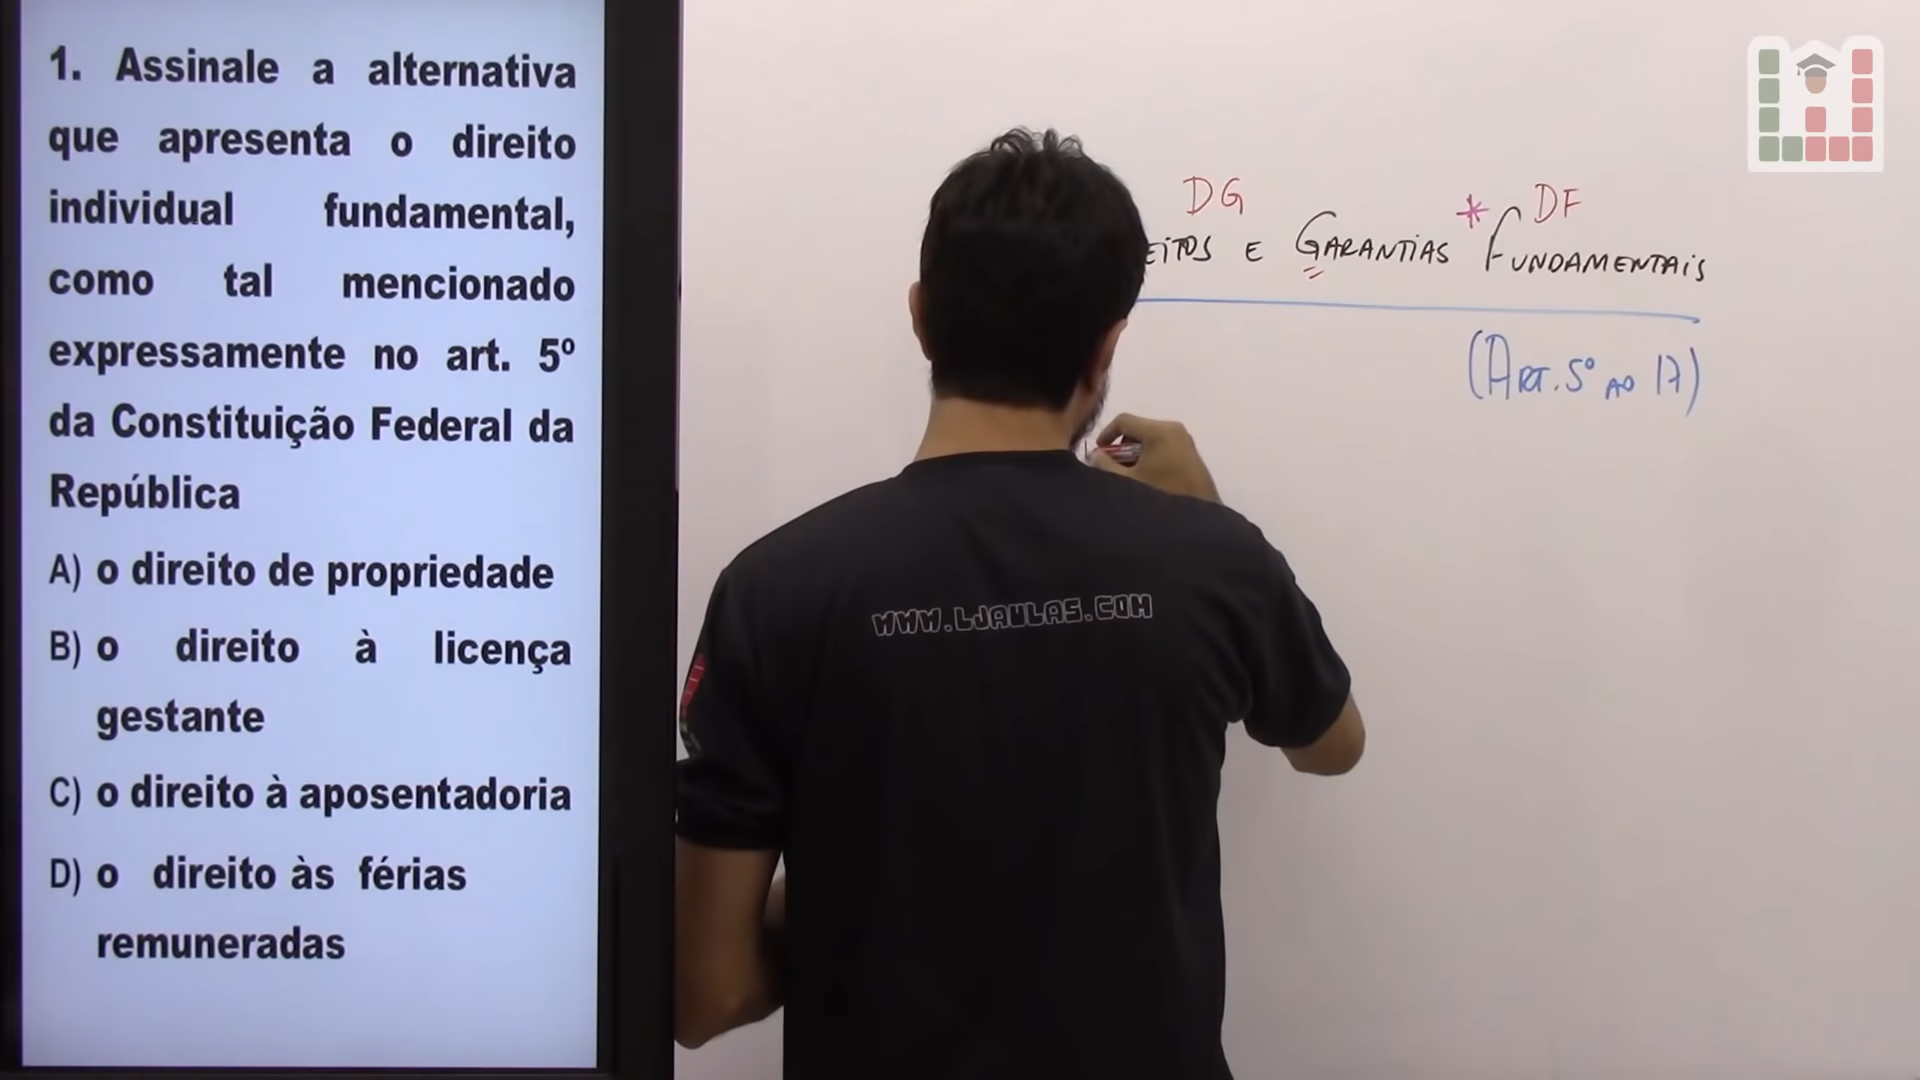 1. Assinale a alternativa
que apresenta o direito
individual fundamental,
como tal mencionado
expressamente no art. 5º
da Constituição Federal da
República
A) o direito de propriedade
B) o direito à licença
gestante
C) o direito à aposentadoria
D) o direito às férias
remuneradas
DG * DF
EITOS E GARANTIAS FUNDAMENTAIS
(ART. 5º AO 17)
WWW.LJAULAS.COM